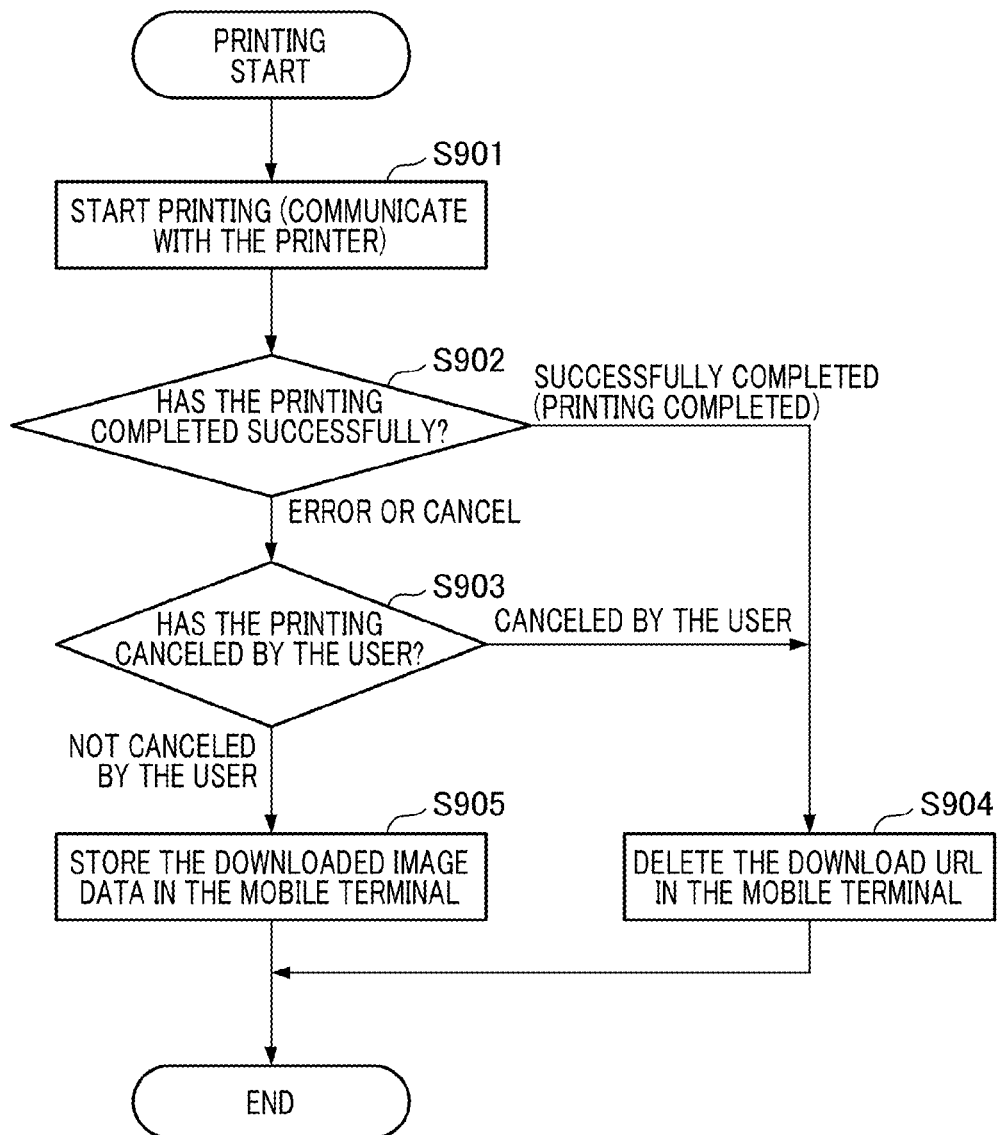 PRINTING
START
S901
START PRINTING (COMMUNICATE
WITH THE PRINTER)
S902
HAS THE PRINTING
COMPLETED SUCCESSFULLY?
SUCCESSFULLY COMPLETED
(PRINTING COMPLETED)
ERROR OR CANCEL
S903
HAS THE PRINTING
CANCELED BY THE USER?
CANCELED BY THE USER
NOT CANCELED
BY THE USER
S905
STORE THE DOWNLOADED IMAGE
DATA IN THE MOBILE TERMINAL
S904
DELETE THE DOWNLOAD URL
IN THE MOBILE TERMINAL
END